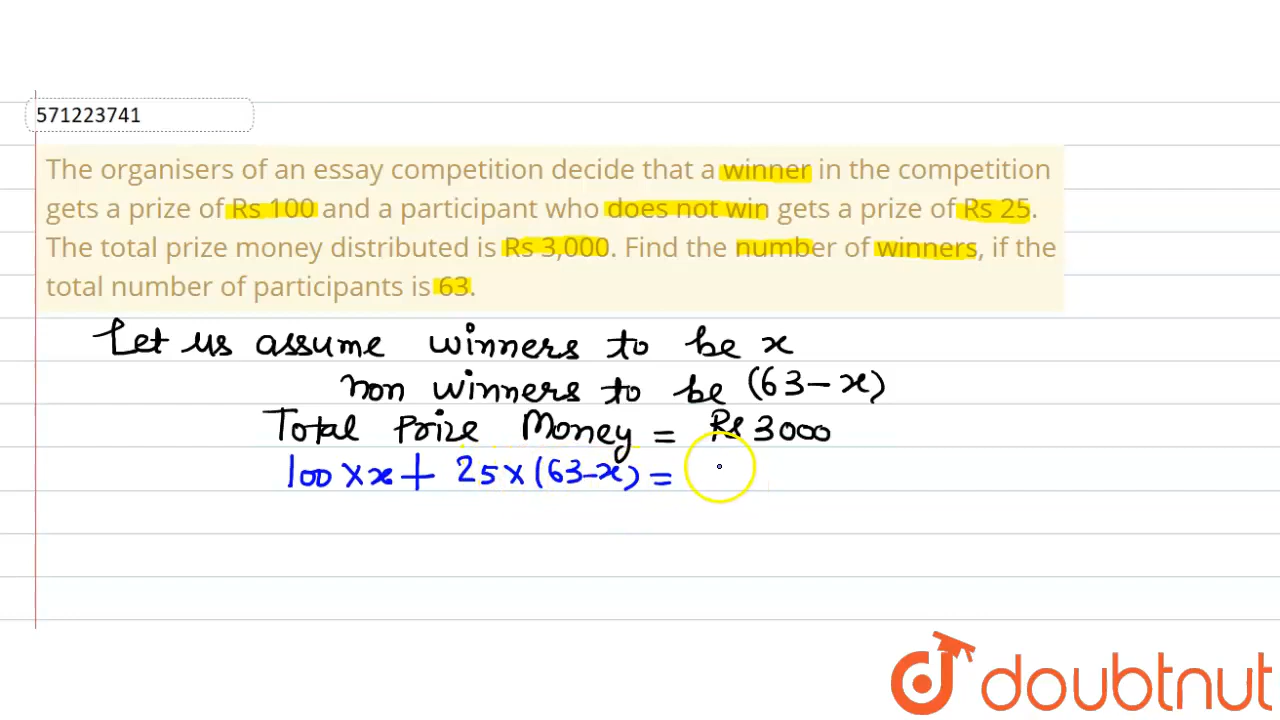 571223741
The organisers of an essay competition decide that a winner in the competition
gets a prize of Rs 100 and a participant who does not win gets a prize of Rs 25.
The total prize money distributed is Rs 3,000. Find the number of winners, if the
total number of participants is 63.
Let us assume winners to be x
non winners to be (63-x)
Total Prize Money = Rs 3000
100 × x + 25 × (63-x) =
doubtnut